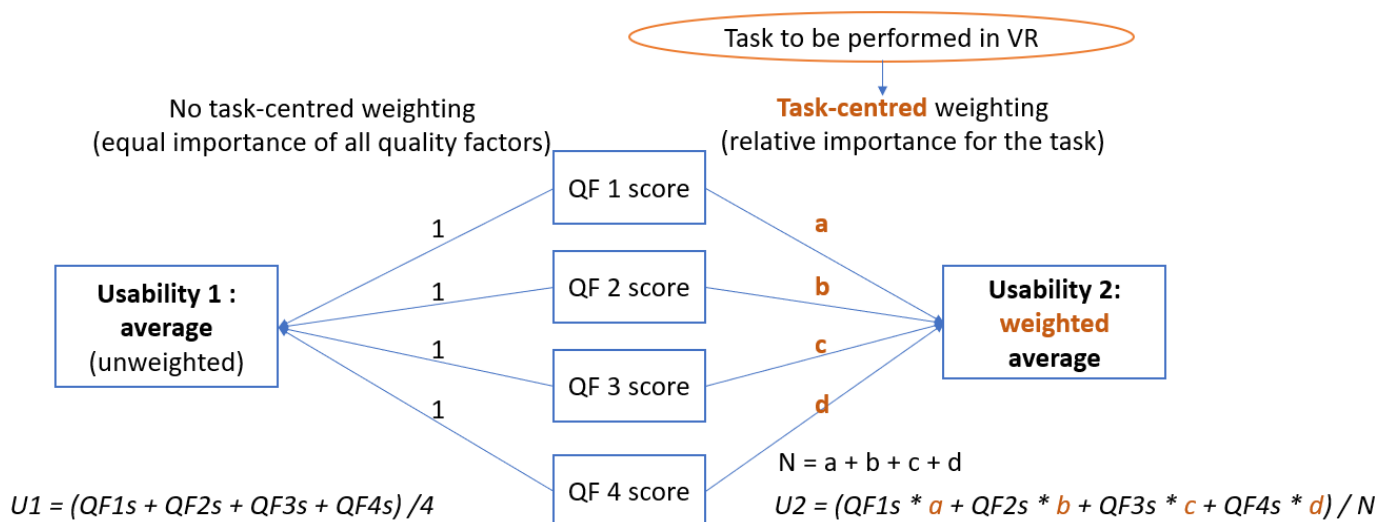 Task to be performed in VR
No task-centred weighting
(equal importance of all quality factors)
Task-centred weighting
(relative importance for the task)
QF 1 score
QF 2 score
QF 3 score
QF 4 score
1
1
1
1
a
b
c
d
Usability 1 :
average
(unweighted)
Usability 2:
weighted
average
N = a + b + c + d
U1 = (QF1s + QF2s + QF3s + QF4s) /4
U2 = (QF1s * a + QF2s * b + QF3s * c + QF4s * d) / N